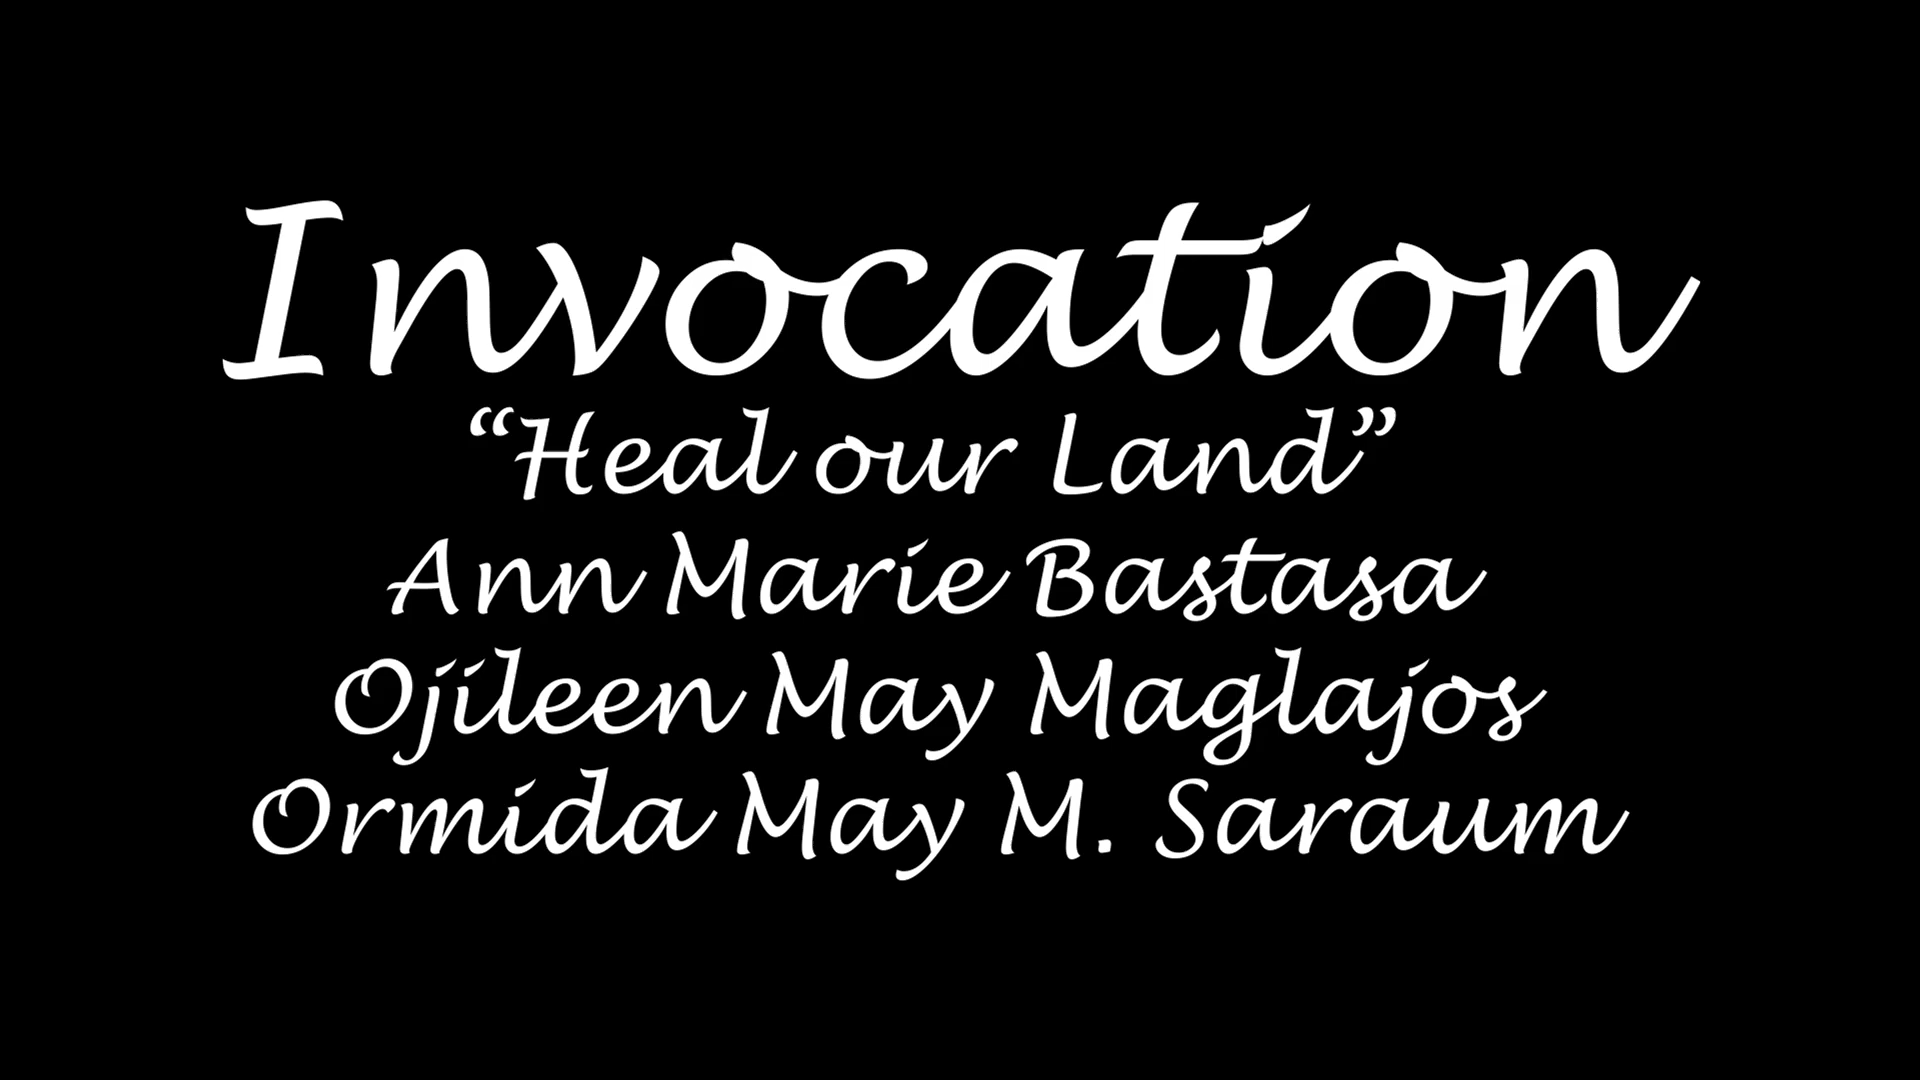 Invocation
“Heal our Land”
Ann Marie Bastasa
Ojileen May Maglajos
Ormida May M. Saraum